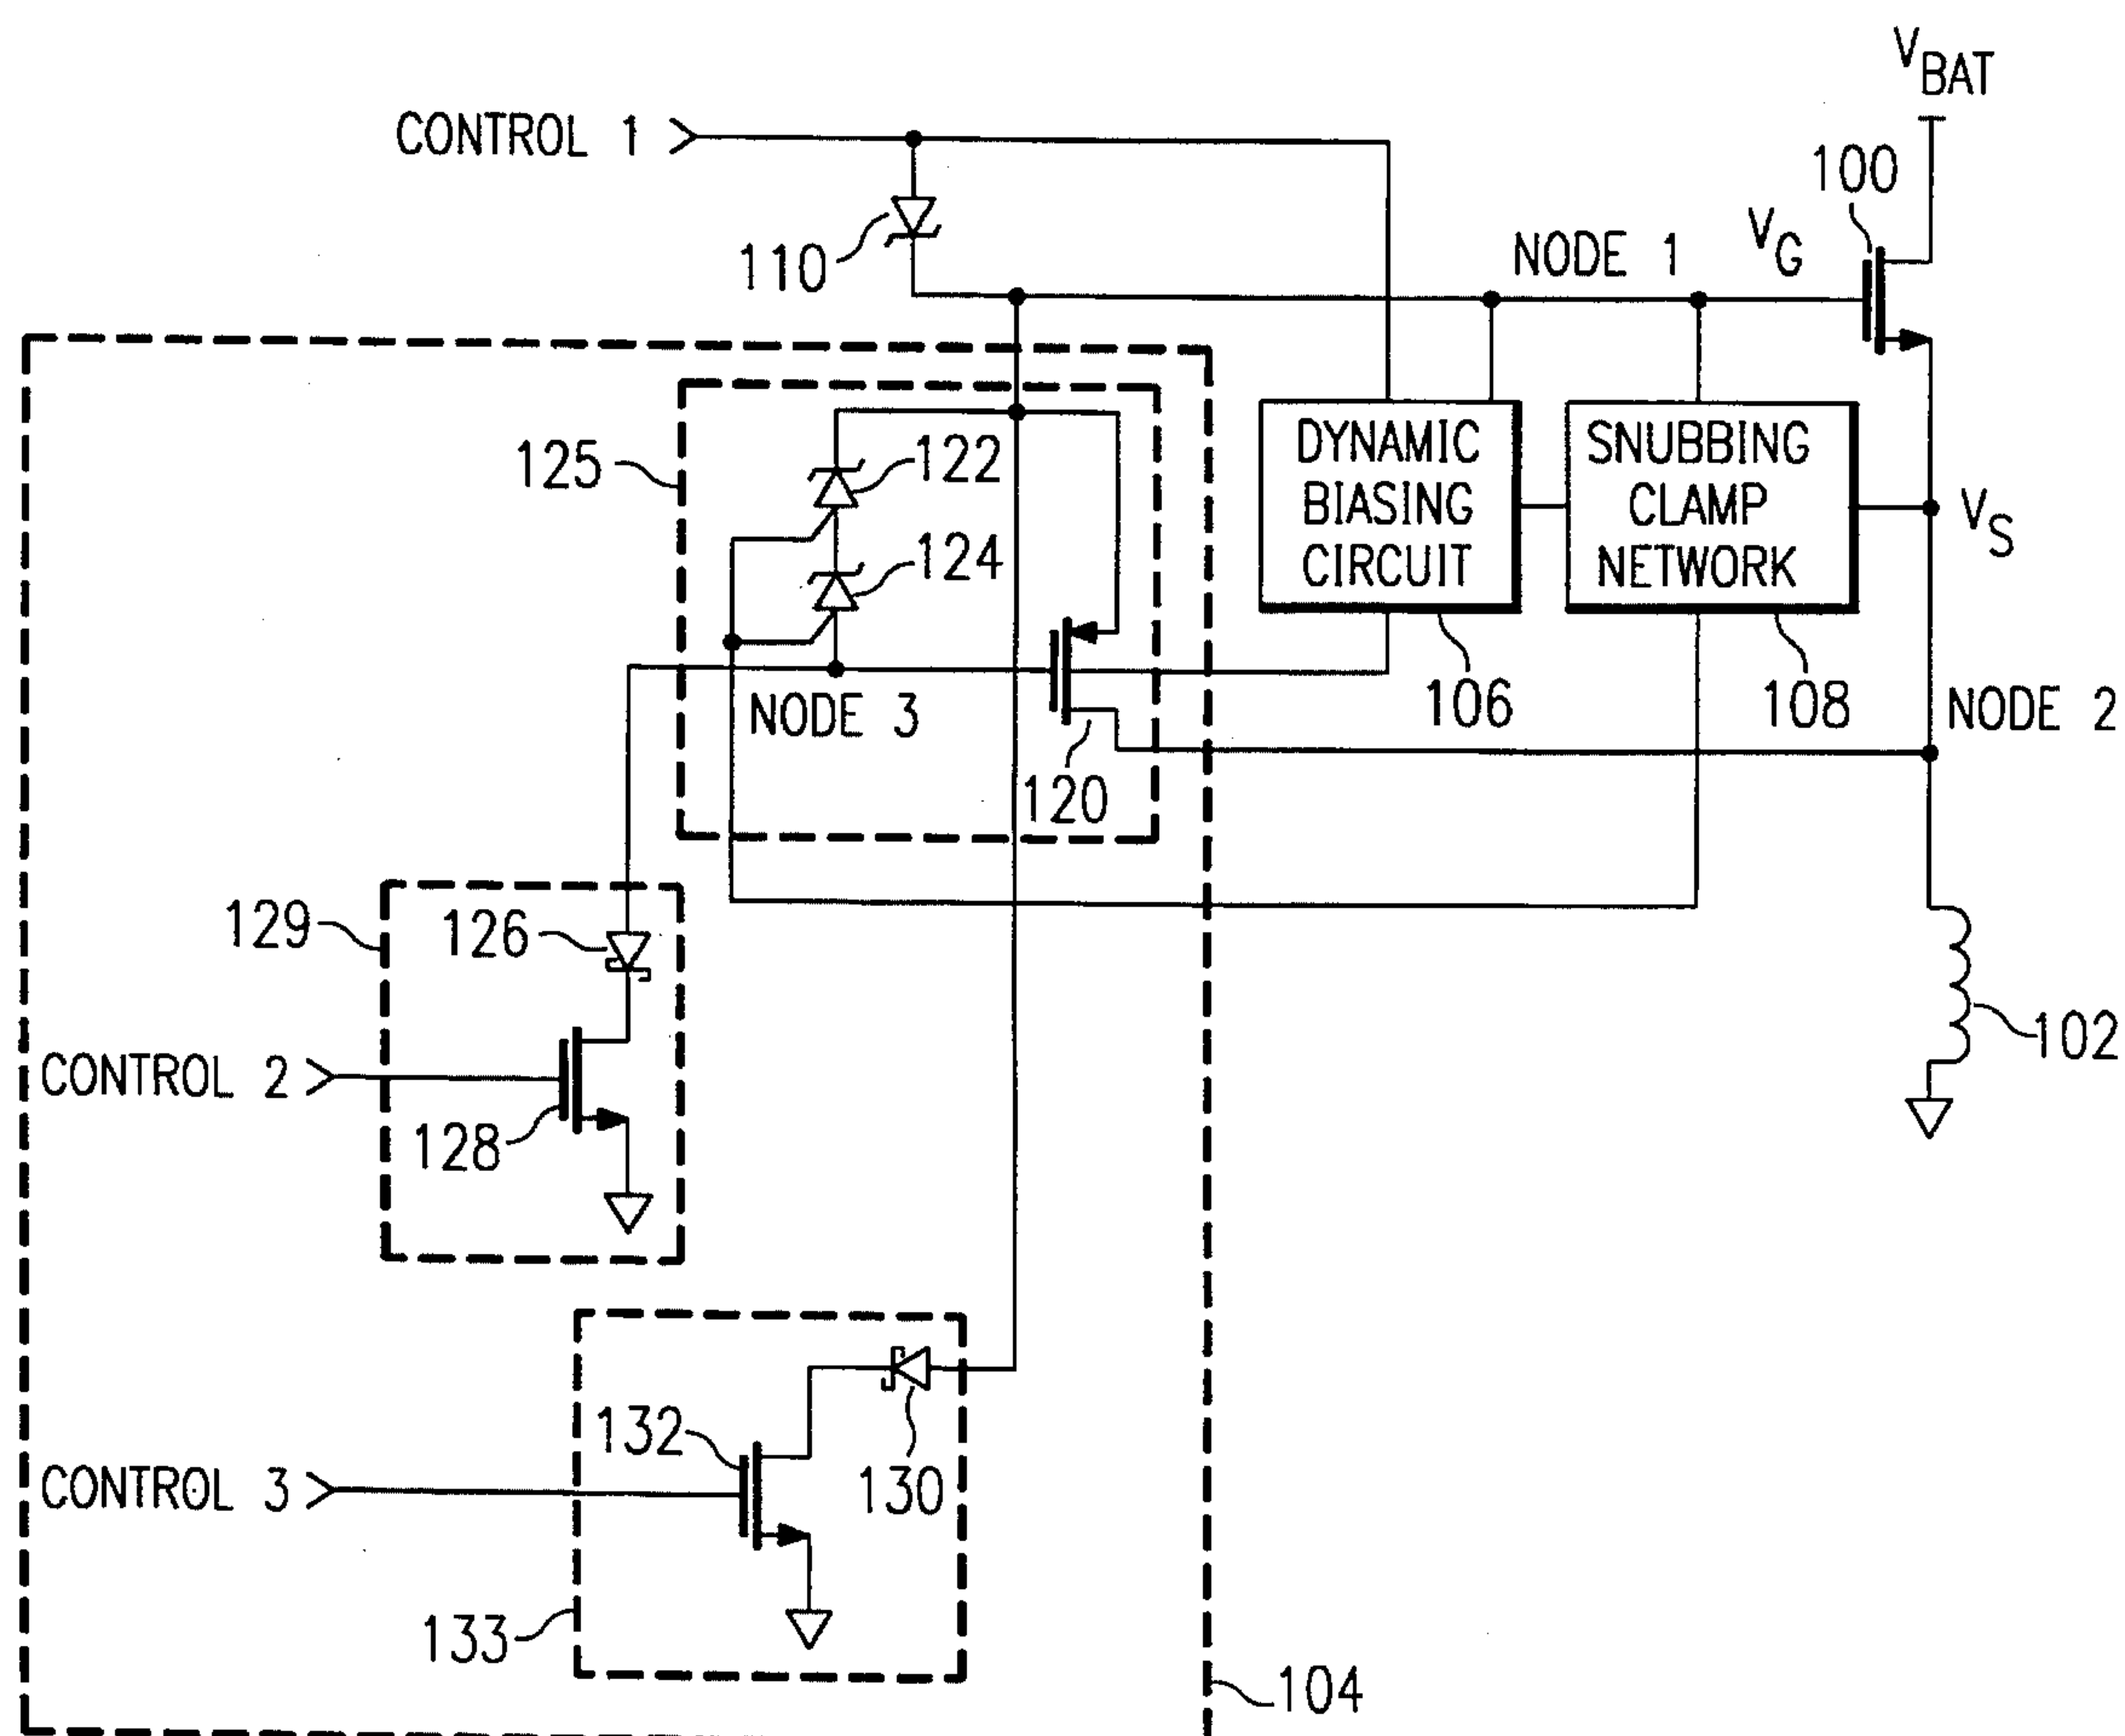 V_BAT
CONTROL 1
100
110
NODE 1
V_G
125
122
124
DYNAMIC
BIASING
CIRCUIT
SNUBBING
CLAMP
NETWORK
V_S
106
108
NODE 3
NODE 2
120
129
126
102
CONTROL 2
128
132
130
CONTROL 3
133
104